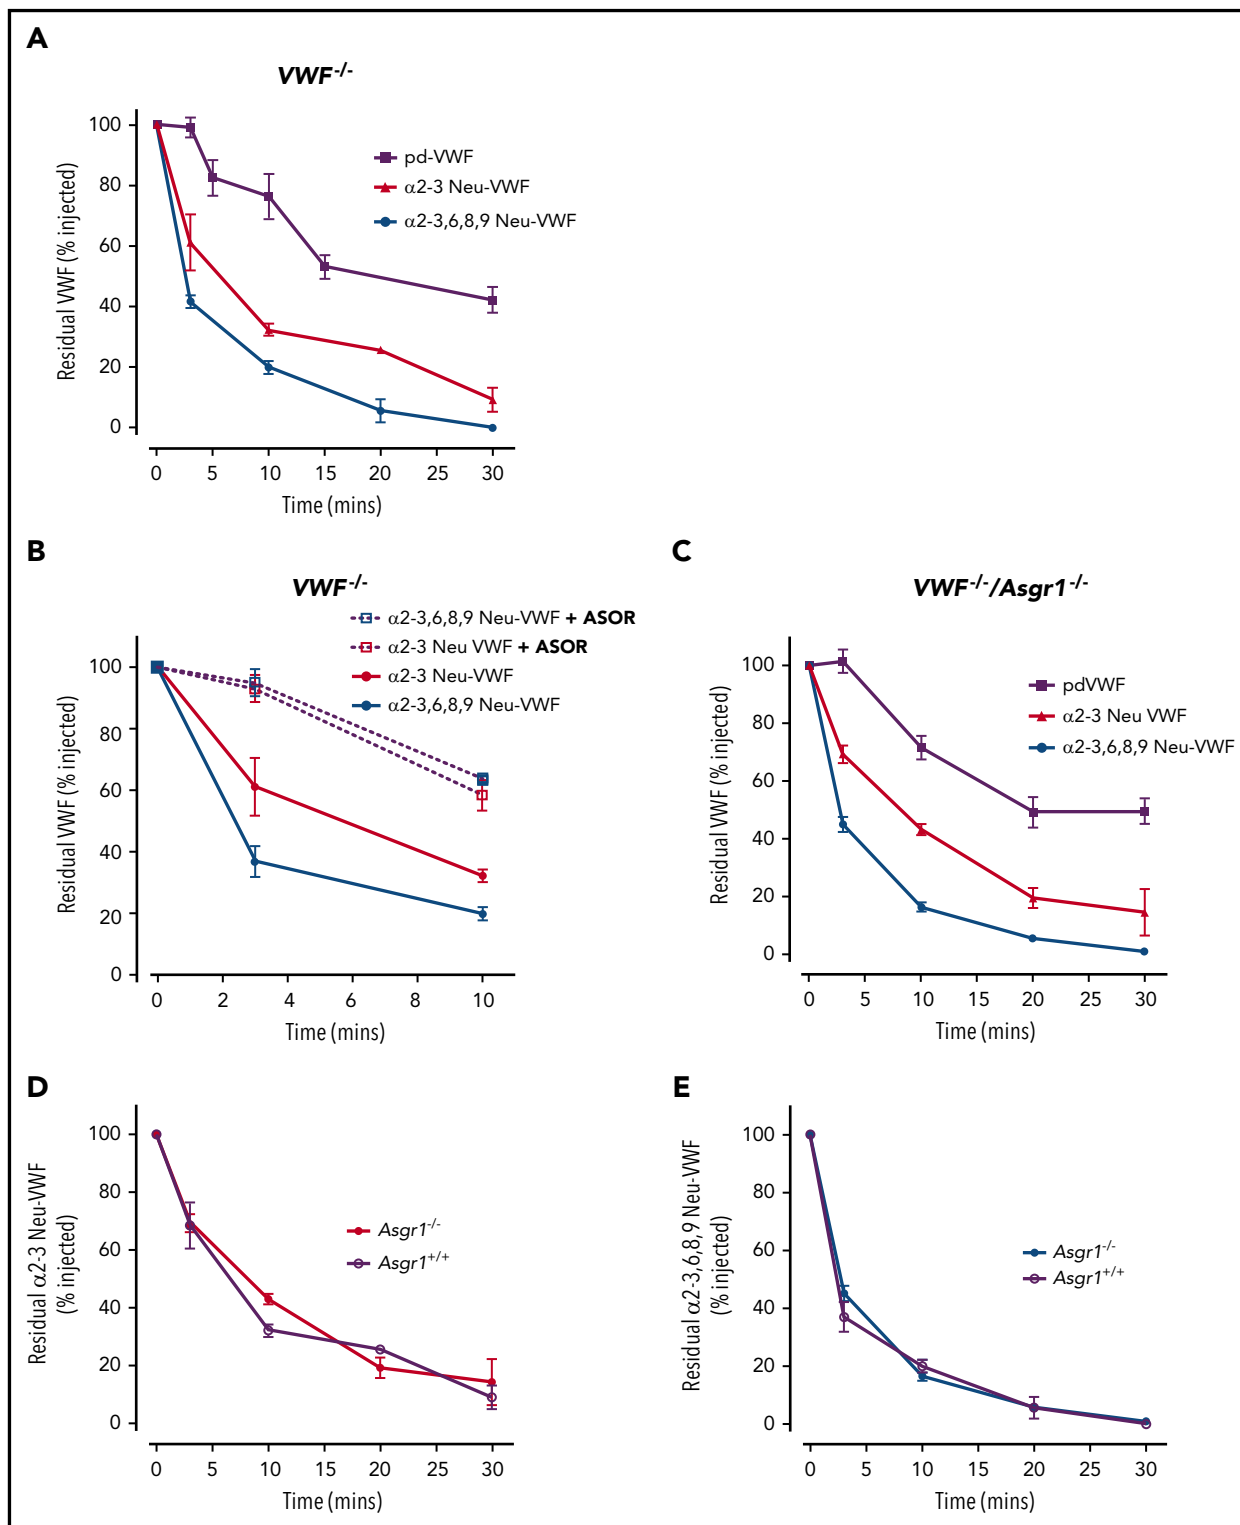 A
VWF-/-
100
80
60
40
20
0
Residual VWF (% injected)
pd-VWF
α2-3 Neu-VWF
α2-3,6,8,9 Neu-VWF
0 5 10 15 20 25 30
Time (mins)
B
VWF-/-
α2-3,6,8,9 Neu-VWF + ASOR
α2-3 Neu VWF + ASOR
α2-3 Neu-VWF
α2-3,6,8,9 Neu-VWF
100
80
60
40
20
0
Residual VWF (% injected)
0 2 4 6 8 10
Time (mins)
C
VWF-/-/Asgr1-/-
100
80
60
40
20
0
Residual VWF (% injected)
pdVWF
α2-3 Neu VWF
α2-3,6,8,9 Neu-VWF
0 5 10 15 20 25 30
Time (mins)
D
100
80
60
40
20
0
Residual α2-3 Neu-VWF
(% injected)
Asgr1-/-
Asgr1+/+
0 5 10 15 20 25 30
Time (mins)
E
100
80
60
40
20
0
Residual α2-3,6,8,9 Neu-VWF
(% injected)
Asgr1-/-
Asgr1+/+
0 5 10 15 20 25 30
Time (mins)